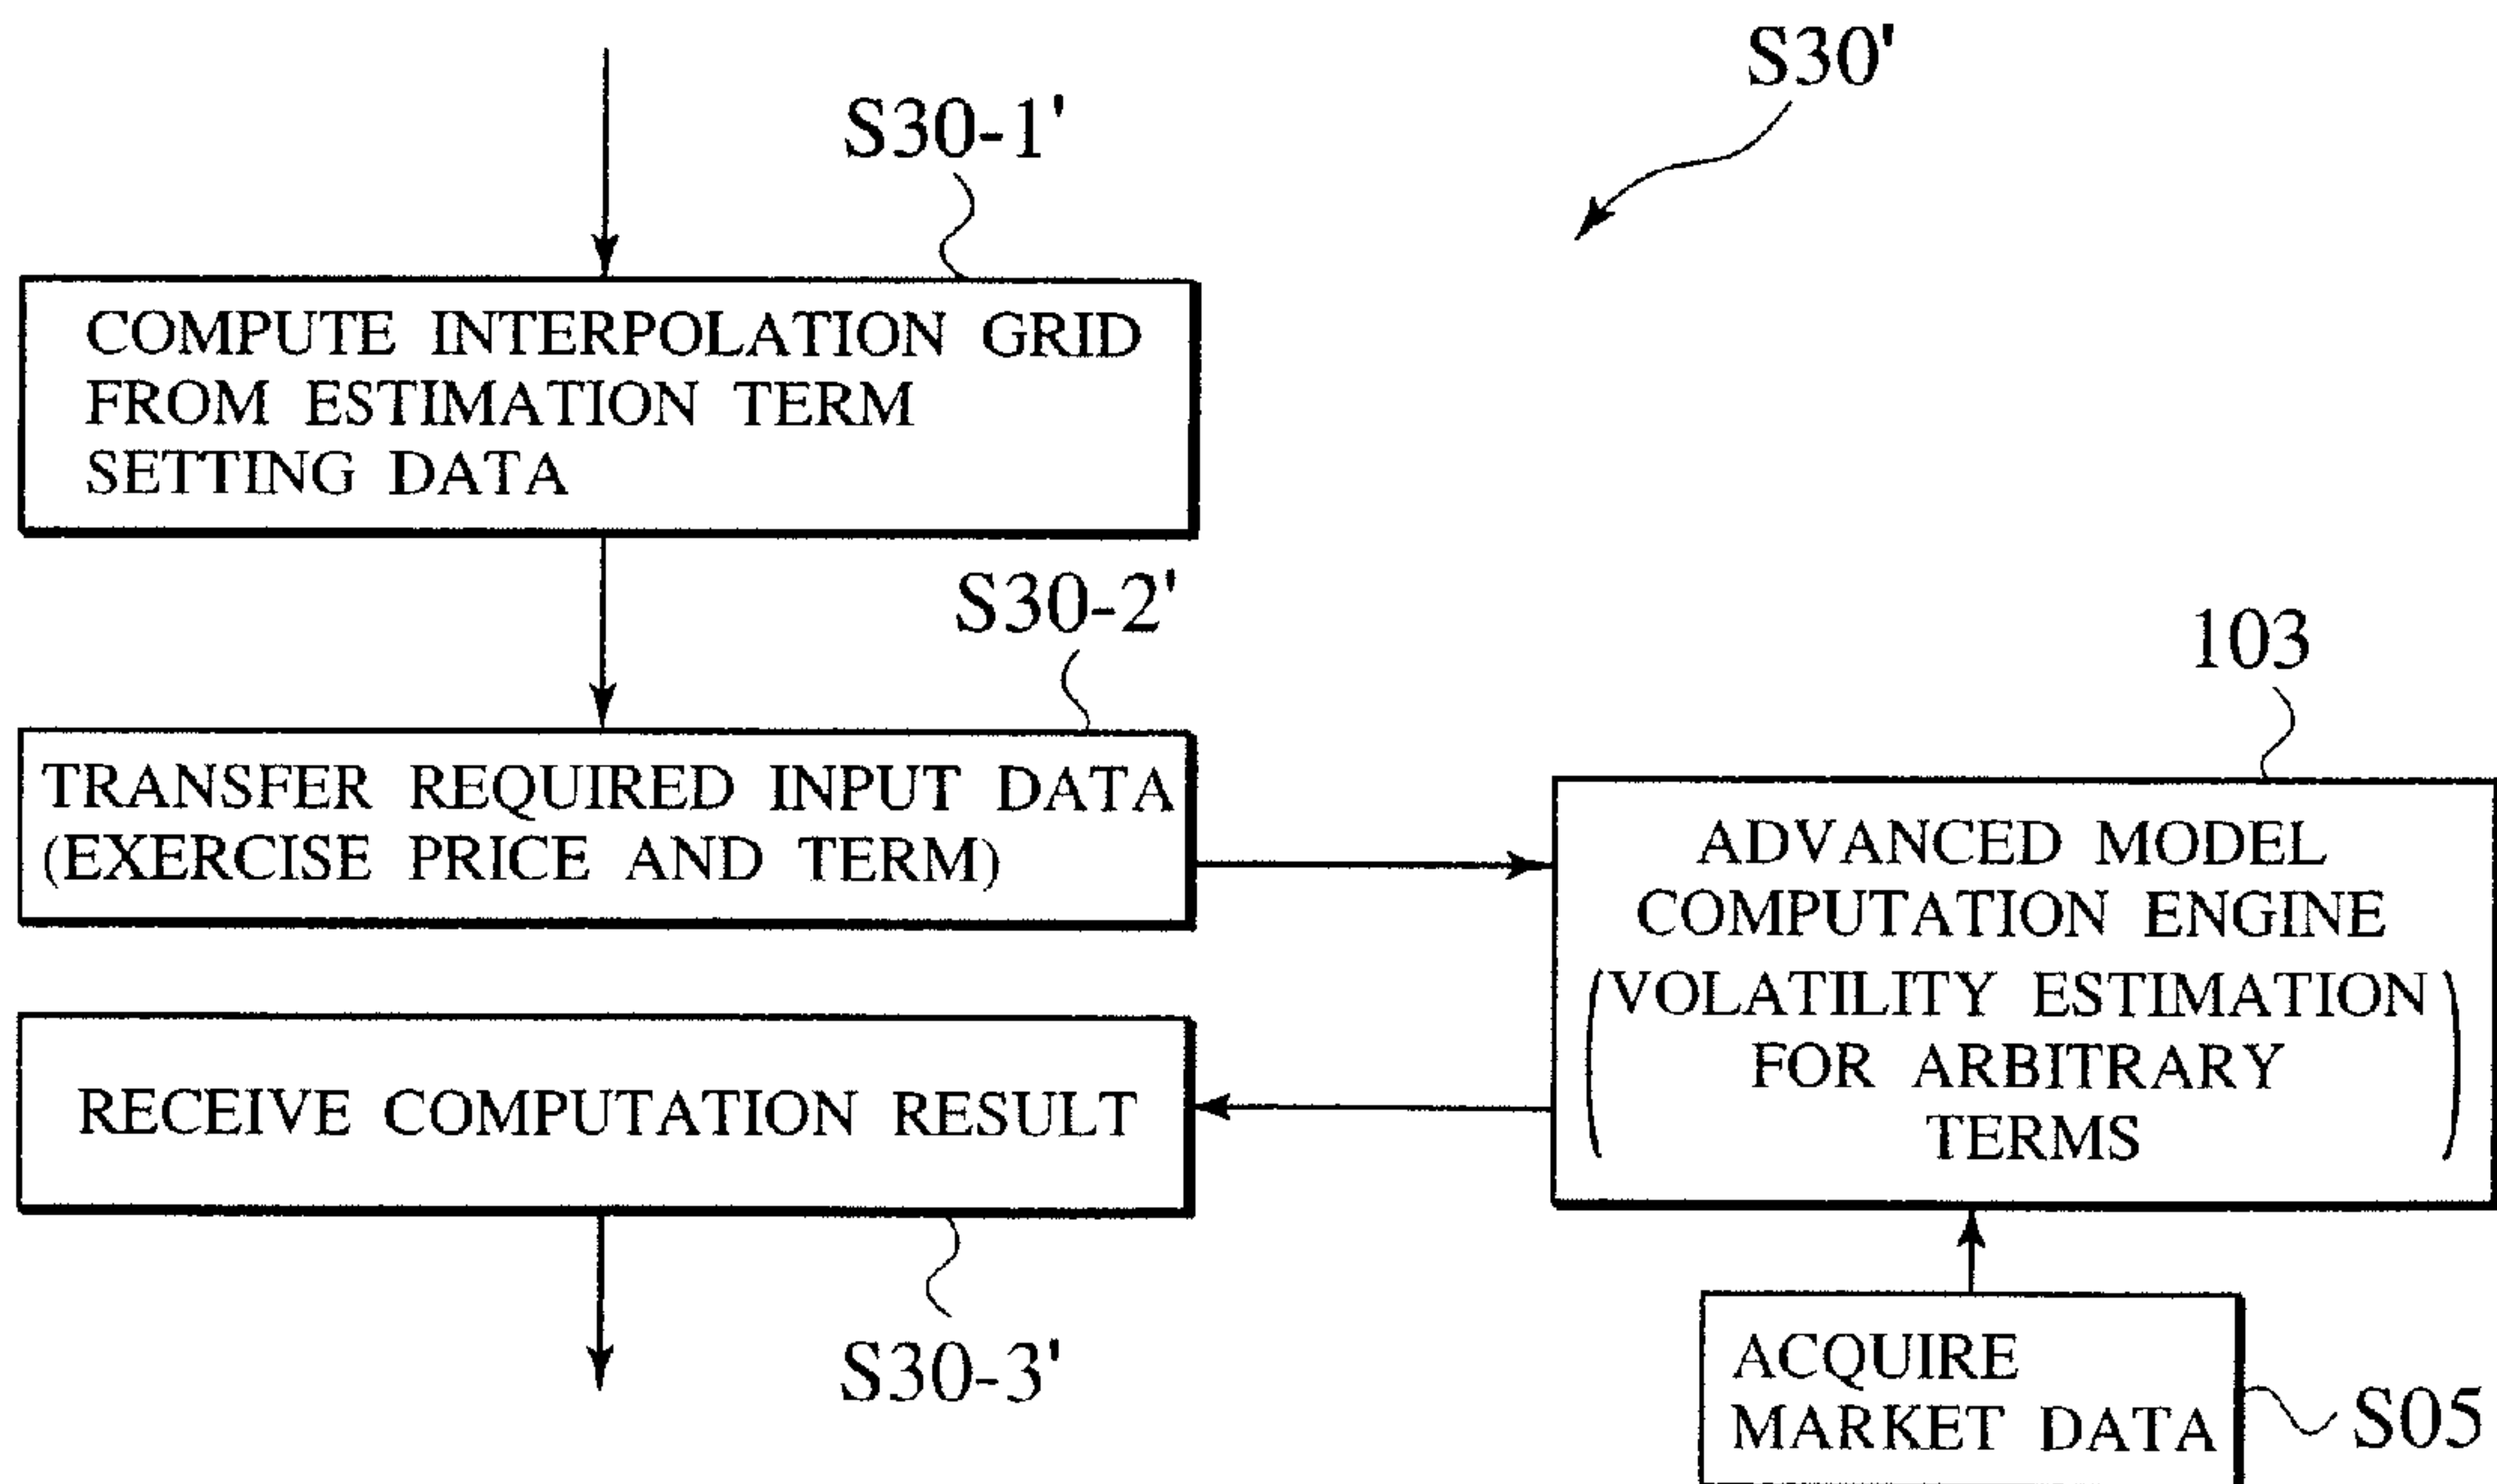 S30'
S30-1'
COMPUTE INTERPOLATION GRID
FROM ESTIMATION TERM
SETTING DATA
S30-2'
TRANSFER REQUIRED INPUT DATA
(EXERCISE PRICE AND TERM)
103
ADVANCED MODEL
COMPUTATION ENGINE
(VOLATILITY ESTIMATION
FOR ARBITRARY
TERMS)
RECEIVE COMPUTATION RESULT
S30-3'
ACQUIRE
MARKET DATA
S05